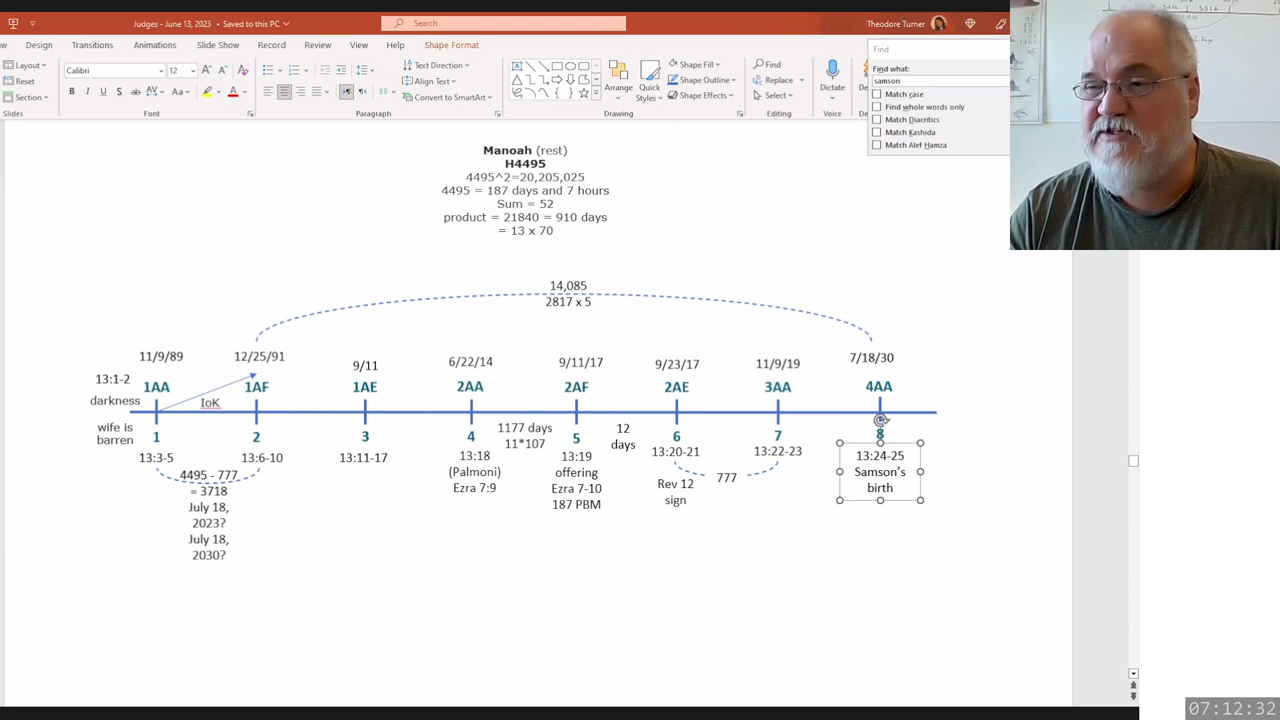 Judges - June 13, 2023 • Saved to this PC
Search
Theodore Turner
Design Transitions Animations Slide Show Record Review View Help Shape Format
Layout
Reset
Section
Slides
Calibri
12
Font
Paragraph
Text Direction
Align Text
Convert to SmartArt
Arrange
Quick
Styles
Shape Fill
Shape Outline
Shape Effects
Drawing
Find
Replace
Select
Editing
Dictate
Voice
Find
Find what:
samson
Match case
Find whole words only
Match Diacritics
Match Kashida
Match Alef Hamza
Manoah (rest)
H4495
4495^2=20,205,025
4495 = 187 days and 7 hours
Sum = 52
product = 21840 = 910 days
= 13 x 70
14,085
2817 x 5
11/9/89 12/25/91 9/11 6/22/14 9/11/17 9/23/17 11/9/19 7/18/30
13:1-2
1AA 1AF 1AE 2AA 2AF 2AE 3AA 4AA
darkness
IoK
wife is
barren
1 2 3 4 5 6 7 8
1177 days
11*107
12
days
13:3-5 13:6-10 13:11-17
13:18
(Palmoni)
Ezra 7:9
13:19
offering
Ezra 7-10
187 PBM
13:20-21
Rev 12
sign
777
13:22-23
13:24-25
Samson's
birth
4495 - 777
= 3718
July 18,
2023?
July 18,
2030?
07:12:32